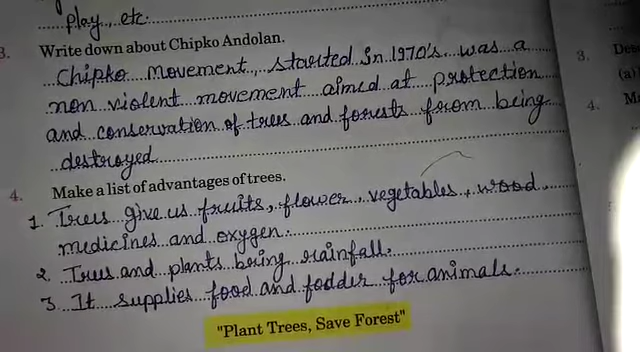 play, etc.
3. Write down about Chipko Andolan.
Chipko movement, started in 1970's was a
non violent movement aimed at protection
and conservation of trees and forests from being
destroyed
4. Make a list of advantages of trees.
1. Trees give us fruits, flower, vegetables, wood,
medicines and oxygen.
2. Trees and plants being rainfall.
3. It supplies food and fodder for animals.
"Plant Trees, Save Forest"
3.
(a)
4.